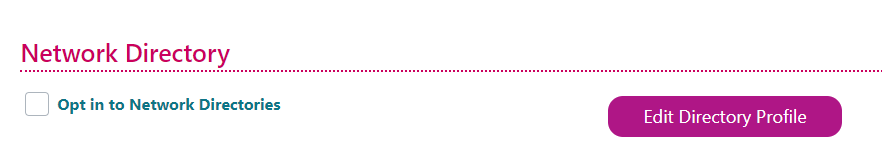 Network Directory
Opt in to Network Directories
Edit Directory Profile